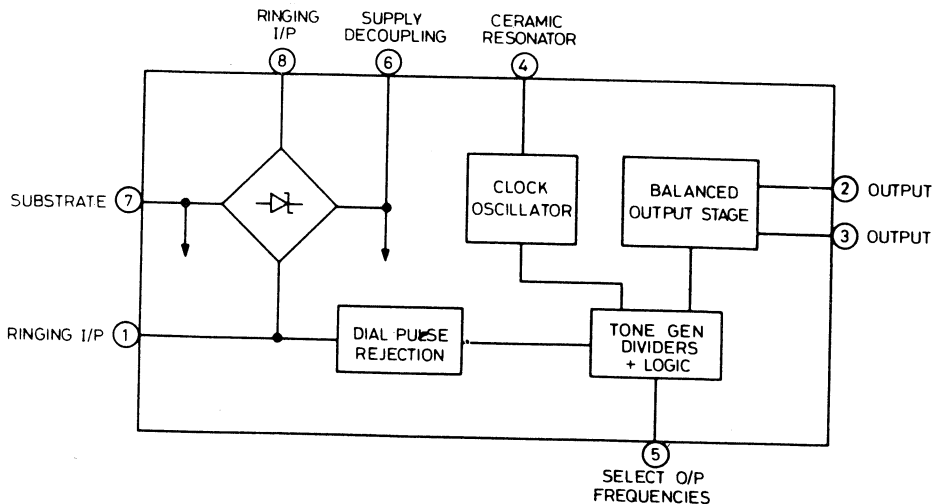 RINGING
I/P
8
SUPPLY
DECOUPLING
6
CERAMIC
RESONATOR
4
SUBSTRATE 7
CLOCK
OSCILLATOR
BALANCED
OUTPUT STAGE
2 OUTPUT
3 OUTPUT
RINGING I/P 1
DIAL PULSE
REJECTION
TONE GEN
DIVIDERS
+ LOGIC
5
SELECT O/P
FREQUENCIES